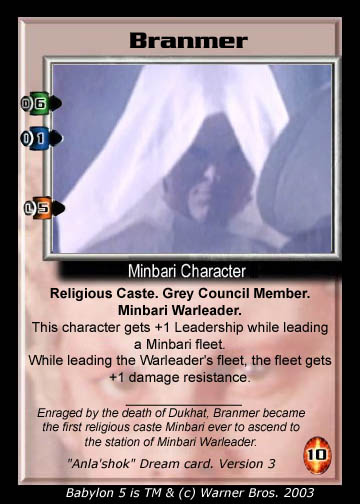 Branmer
D 6
I 1
L 5
Minbari Character
Religious Caste. Grey Council Member.
Minbari Warleader.
This character gets +1 Leadership while leading
a Minbari fleet.
While leading the Warleader's fleet, the fleet gets
+1 damage resistance.
Enraged by the death of Dukhat, Branmer became
the first religious caste Minbari ever to ascend to
the station of Minbari Warleader.
10
"Anla'shok" Dream card. Version 3
Babylon 5 is TM & (c) Warner Bros. 2003